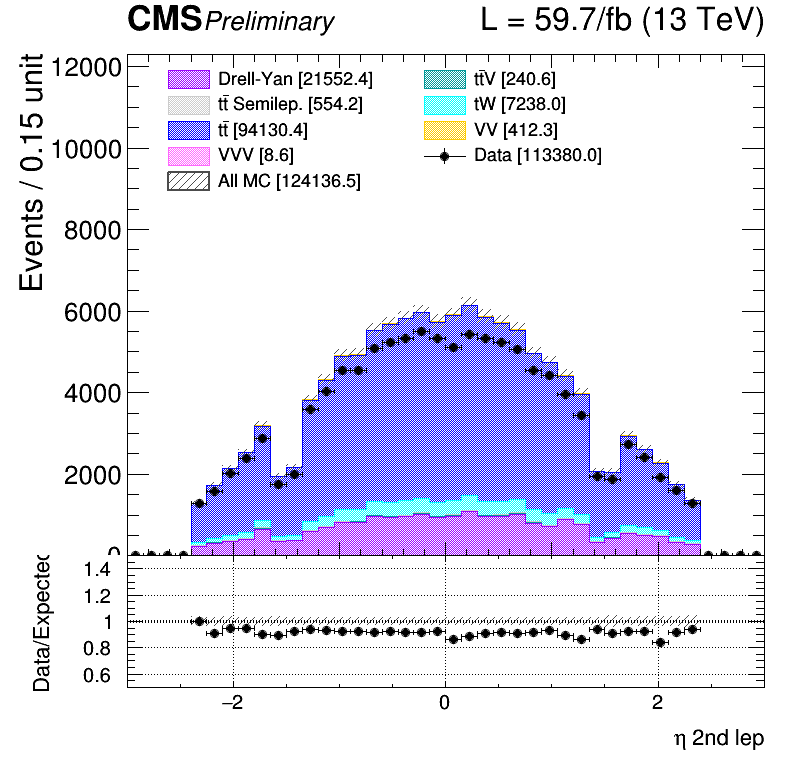 CMS Preliminary L = 59.7/fb (13 TeV)
Events / 0.15 unit
12000
10000
8000
6000
4000
2000
0
Drell-Yan [21552.4]
tt̄ Semilep. [554.2]
tt̄ [94130.4]
VVV [8.6]
All MC [124136.5]
tt̄V [240.6]
tW [7238.0]
VV [412.3]
Data [113380.0]
Data/Expected
1.4
1.2
1
0.8
0.6
−2 0 2
η 2nd lep